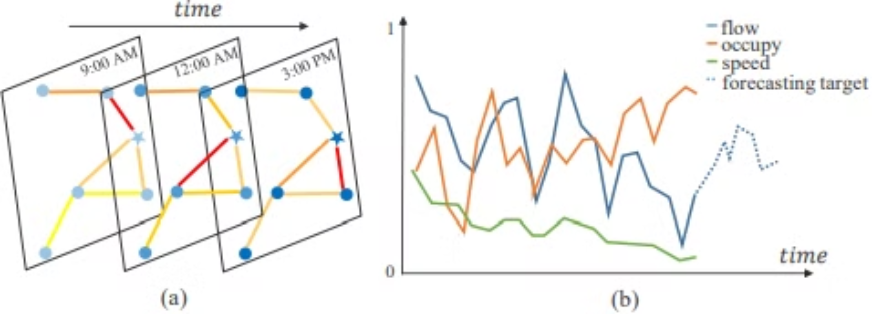 time
9:00 AM
12:00 AM
3:00 PM
(a)
1
flow
occupy
speed
forecasting target
time
0
(b)